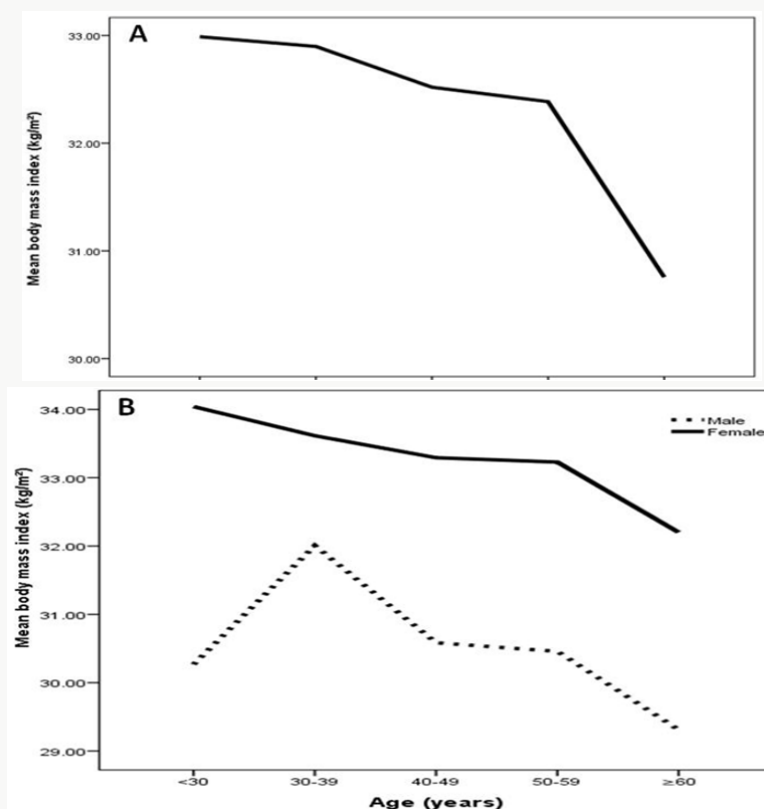 A
Mean body mass index (kg/m²)
33.00
32.00
31.00
30.00
B
Male
Female
Mean body mass index (kg/m²)
34.00
33.00
32.00
31.00
30.00
29.00
<30 30-39 40-49 50-59 ≥60
Age (years)